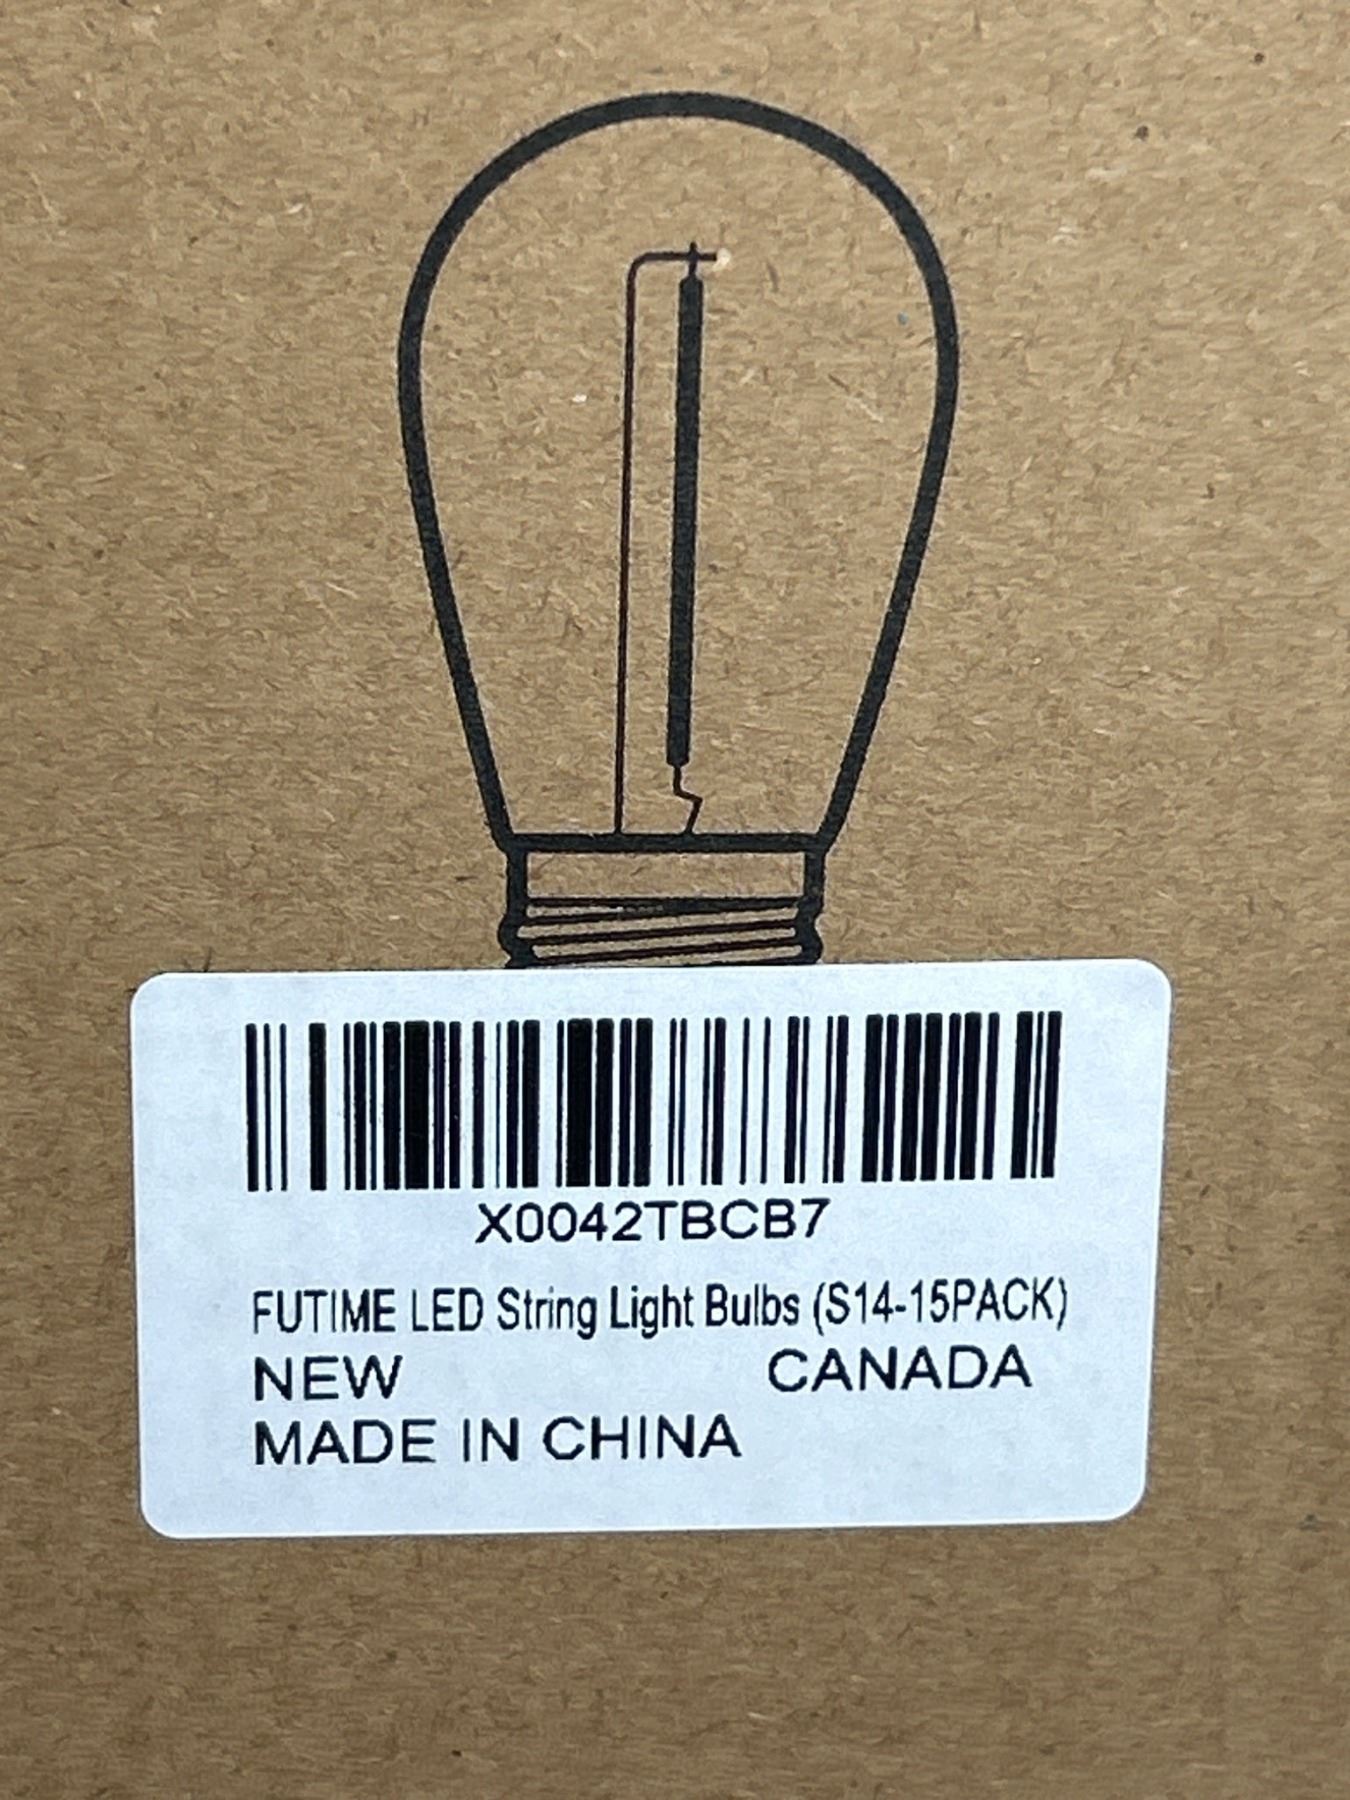 X0042TBCB7
FUTIME LED String Light Bulbs (S14-15PACK)
NEW CANADA
MADE IN CHINA